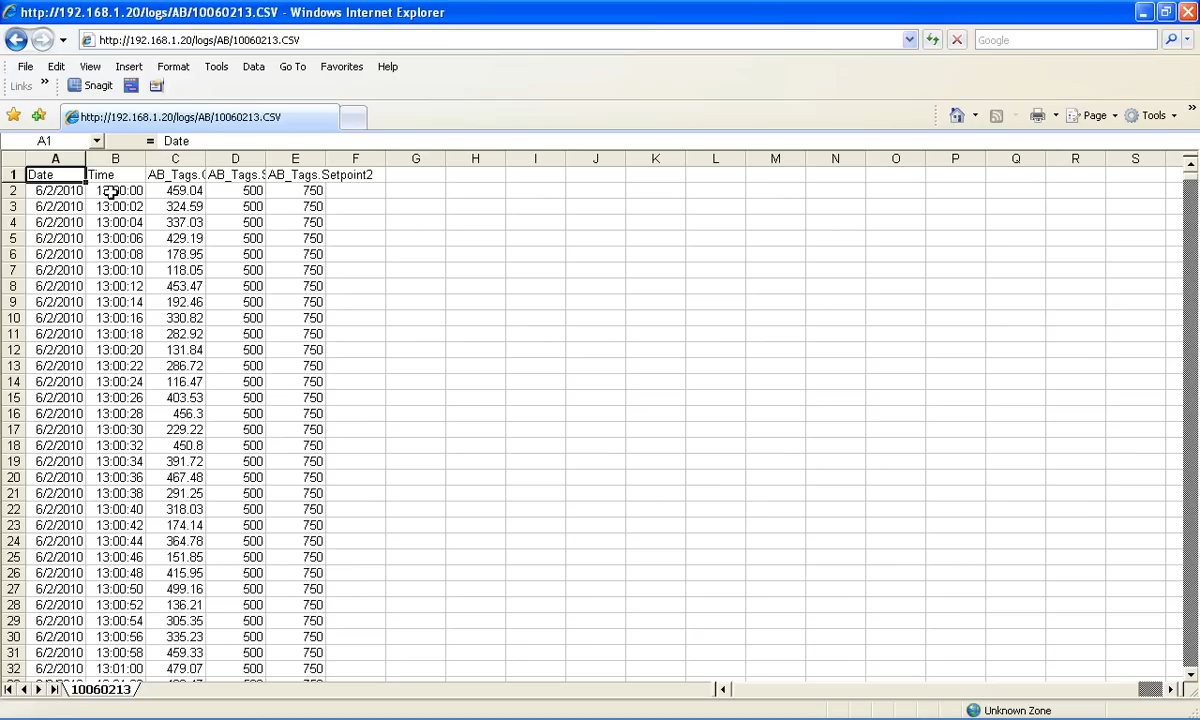 http://192.168.1.20/logs/AB/10060213.CSV - Windows Internet Explorer
http://192.168.1.20/logs/AB/10060213.CSV Google
File Edit View Insert Format Tools Data Go To Favorites Help
Links » Snagit
http://192.168.1.20/logs/AB/10060213.CSV Page Tools »
A1 = Date
A B C D E F G H I J K L M N O P Q R S
1 Date Time AB_Tags. AB_Tags. AB_Tags.Setpoint2
2 6/2/2010 13:00:00 459.04 500 750
3 6/2/2010 13:00:02 324.59 500 750
4 6/2/2010 13:00:04 337.03 500 750
5 6/2/2010 13:00:06 429.19 500 750
6 6/2/2010 13:00:08 178.95 500 750
7 6/2/2010 13:00:10 118.05 500 750
8 6/2/2010 13:00:12 453.47 500 750
9 6/2/2010 13:00:14 192.46 500 750
10 6/2/2010 13:00:16 330.82 500 750
11 6/2/2010 13:00:18 282.92 500 750
12 6/2/2010 13:00:20 131.84 500 750
13 6/2/2010 13:00:22 286.72 500 750
14 6/2/2010 13:00:24 116.47 500 750
15 6/2/2010 13:00:26 403.53 500 750
16 6/2/2010 13:00:28 456.3 500 750
17 6/2/2010 13:00:30 229.22 500 750
18 6/2/2010 13:00:32 450.8 500 750
19 6/2/2010 13:00:34 391.72 500 750
20 6/2/2010 13:00:36 467.48 500 750
21 6/2/2010 13:00:38 291.25 500 750
22 6/2/2010 13:00:40 318.03 500 750
23 6/2/2010 13:00:42 174.14 500 750
24 6/2/2010 13:00:44 364.78 500 750
25 6/2/2010 13:00:46 151.85 500 750
26 6/2/2010 13:00:48 415.95 500 750
27 6/2/2010 13:00:50 499.16 500 750
28 6/2/2010 13:00:52 136.21 500 750
29 6/2/2010 13:00:54 305.35 500 750
30 6/2/2010 13:00:56 335.23 500 750
31 6/2/2010 13:00:58 459.33 500 750
32 6/2/2010 13:01:00 479.07 500 750
10060213
Unknown Zone